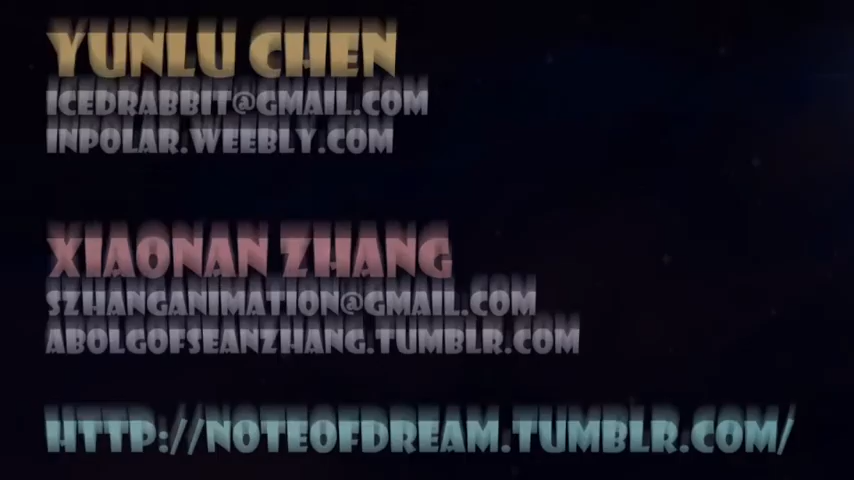 YUNLU CHEN
ICEDRABBIT@GMAIL.COM
INPOLAR.WEEBLY.COM
XIAONAN ZHANG
SZHANGANIMATION@GMAIL.COM
ABOLGOFSEANZHANG.TUMBLR.COM
HTTP://NOTEOFDREAM.TUMBLR.COM/